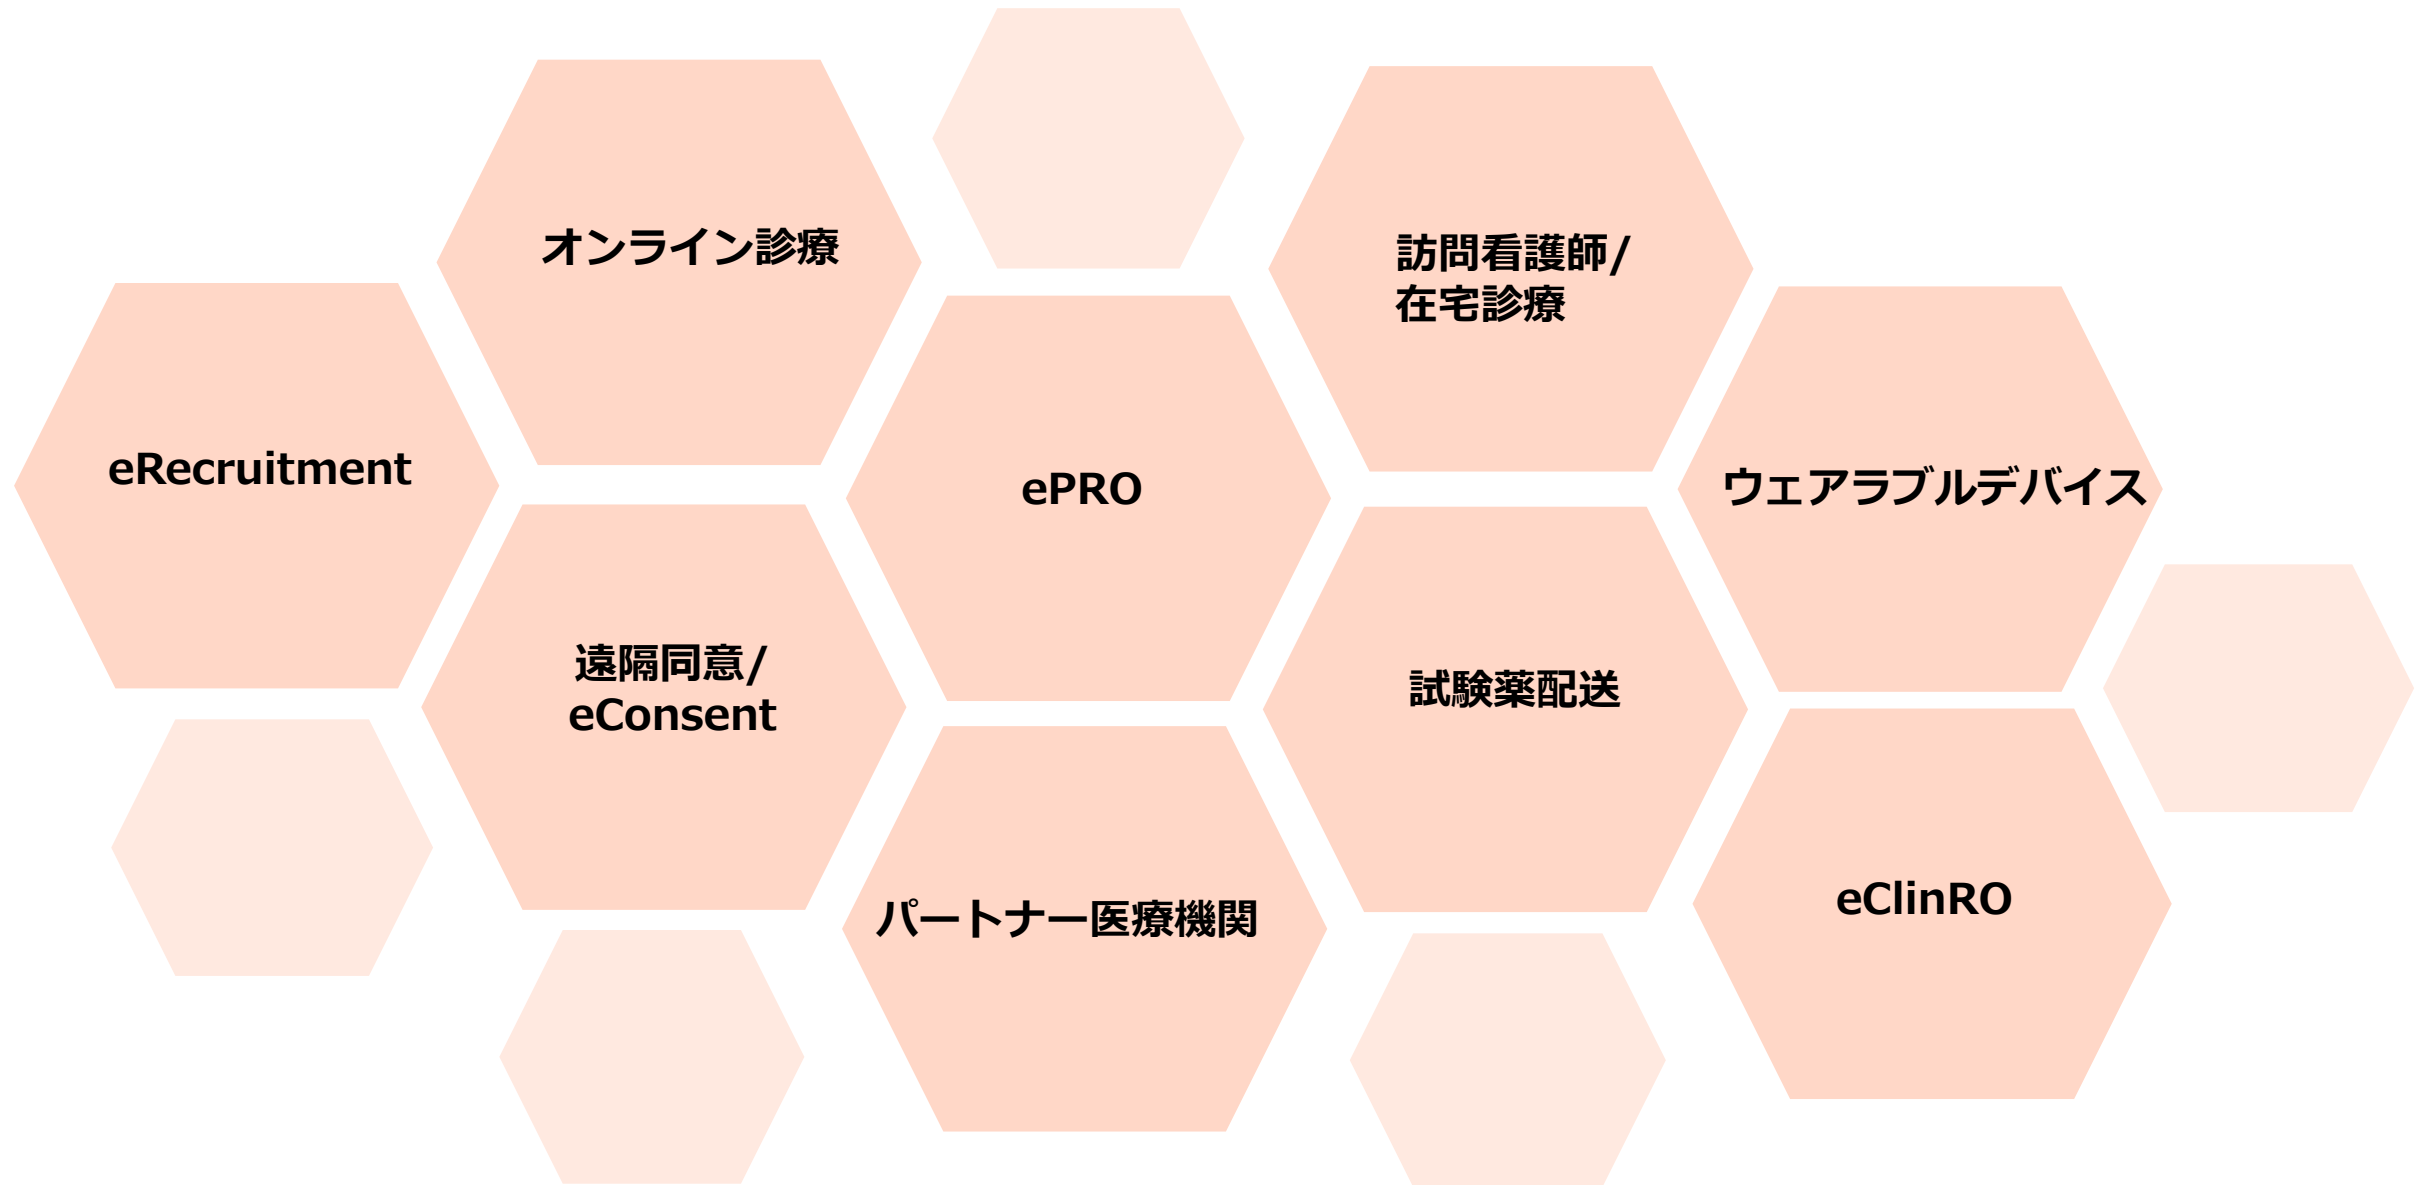 オンライン診療
訪問看護師/
在宅診療
eRecruitment
ePRO
ウェアラブルデバイス
遠隔同意/
eConsent
試験薬配送
パートナー医療機関
eClinRO